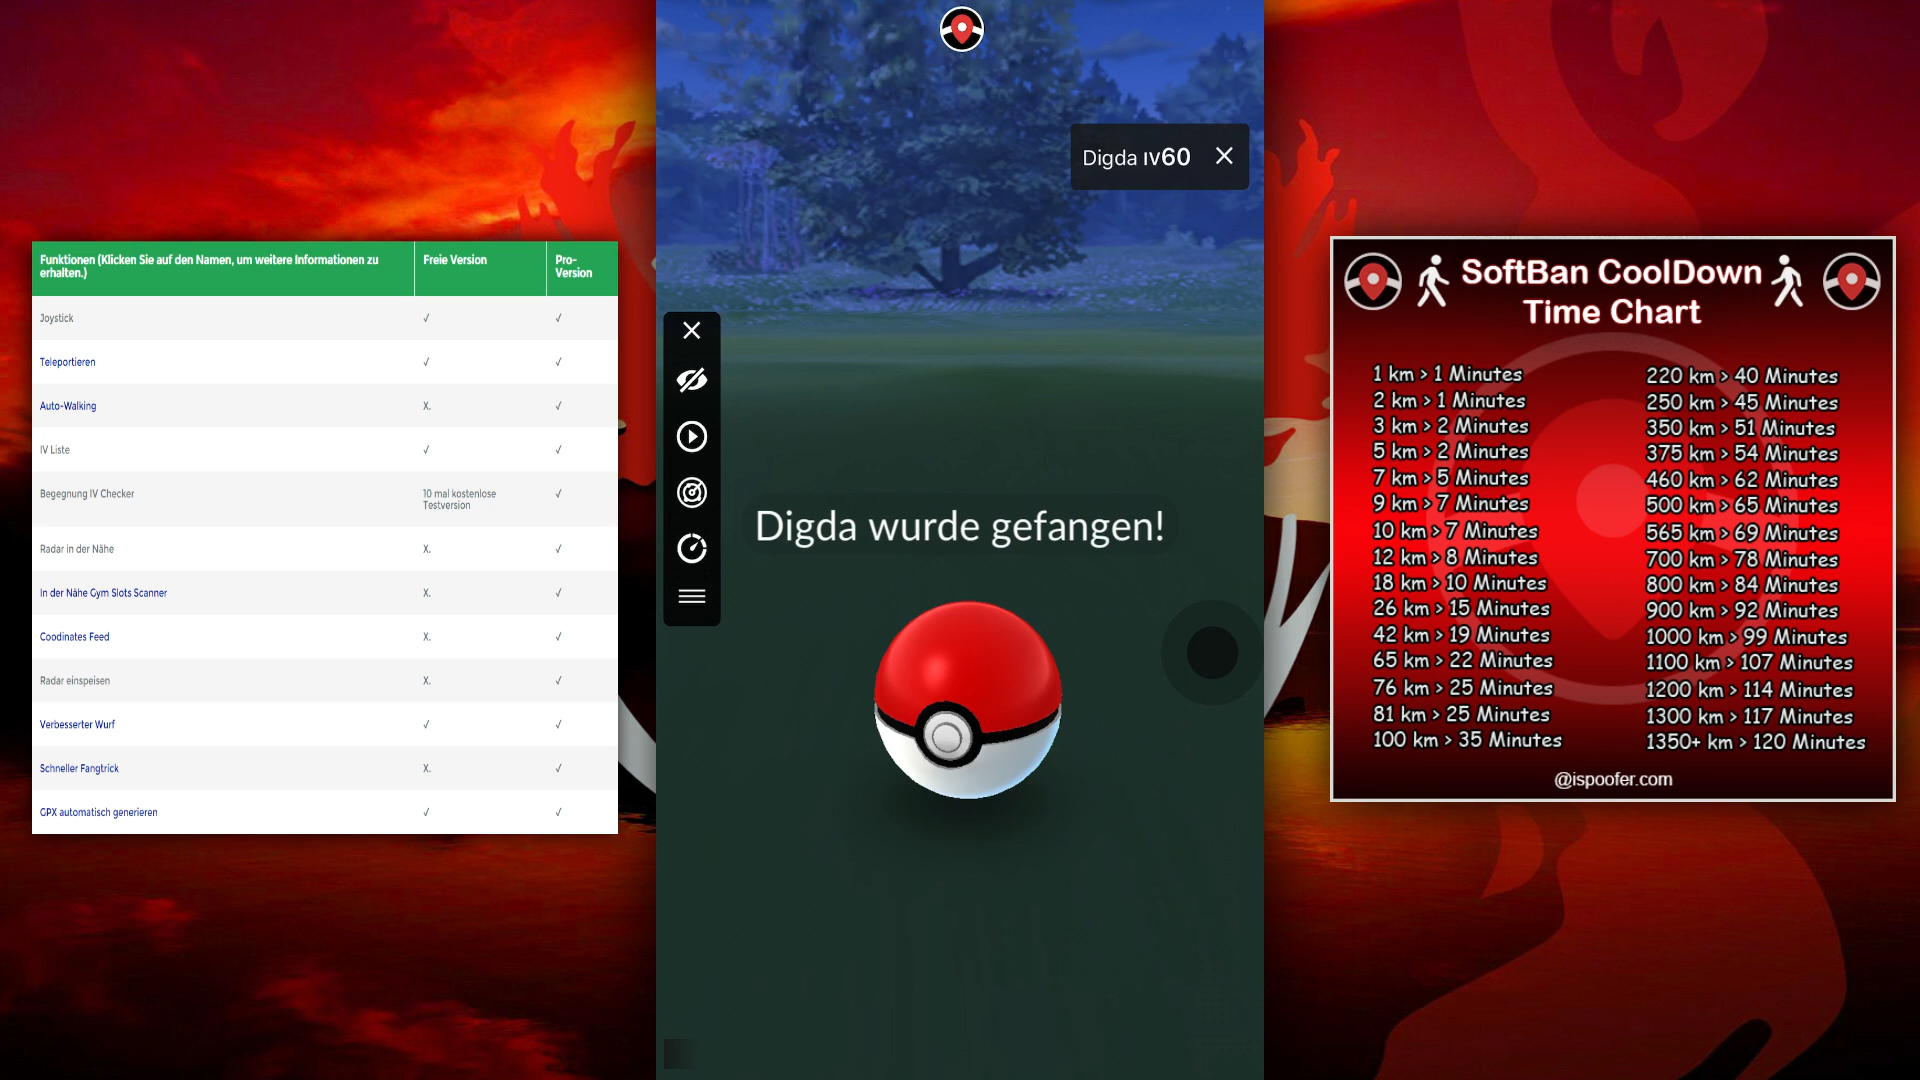 Funktionen (Klicken Sie auf den Namen, um weitere Informationen zu
erhalten.)
Freie Version
Pro-
Version
Joystick √ √
Teleportieren √ √
Auto-Walking X. √
IV Liste √ √
Begegnung IV Checker
10 mal kostenlose
Testversion
√
Radar in der Nähe X. √
In der Nähe Gym Slots Scanner X. √
Coodinates Feed X. √
Radar einspeisen X. √
Verbesserter Wurf √ √
Schneller Fangtrick X. √
GPX automatisch generieren √ √
Digda IV60
Digda wurde gefangen!
SoftBan CoolDown
Time Chart
1 km > 1 Minutes
2 km > 1 Minutes
3 km > 2 Minutes
5 km > 2 Minutes
7 km > 5 Minutes
9 km > 7 Minutes
10 km > 7 Minutes
12 km > 8 Minutes
18 km > 10 Minutes
26 km > 15 Minutes
42 km > 19 Minutes
65 km > 22 Minutes
76 km > 25 Minutes
81 km > 25 Minutes
100 km > 35 Minutes
220 km > 40 Minutes
250 km > 45 Minutes
350 km > 51 Minutes
375 km > 54 Minutes
460 km > 62 Minutes
500 km > 65 Minutes
565 km > 69 Minutes
700 km > 78 Minutes
800 km > 84 Minutes
900 km > 92 Minutes
1000 km > 99 Minutes
1100 km > 107 Minutes
1200 km > 114 Minutes
1300 km > 117 Minutes
1350+ km > 120 Minutes
@ispoofer.com